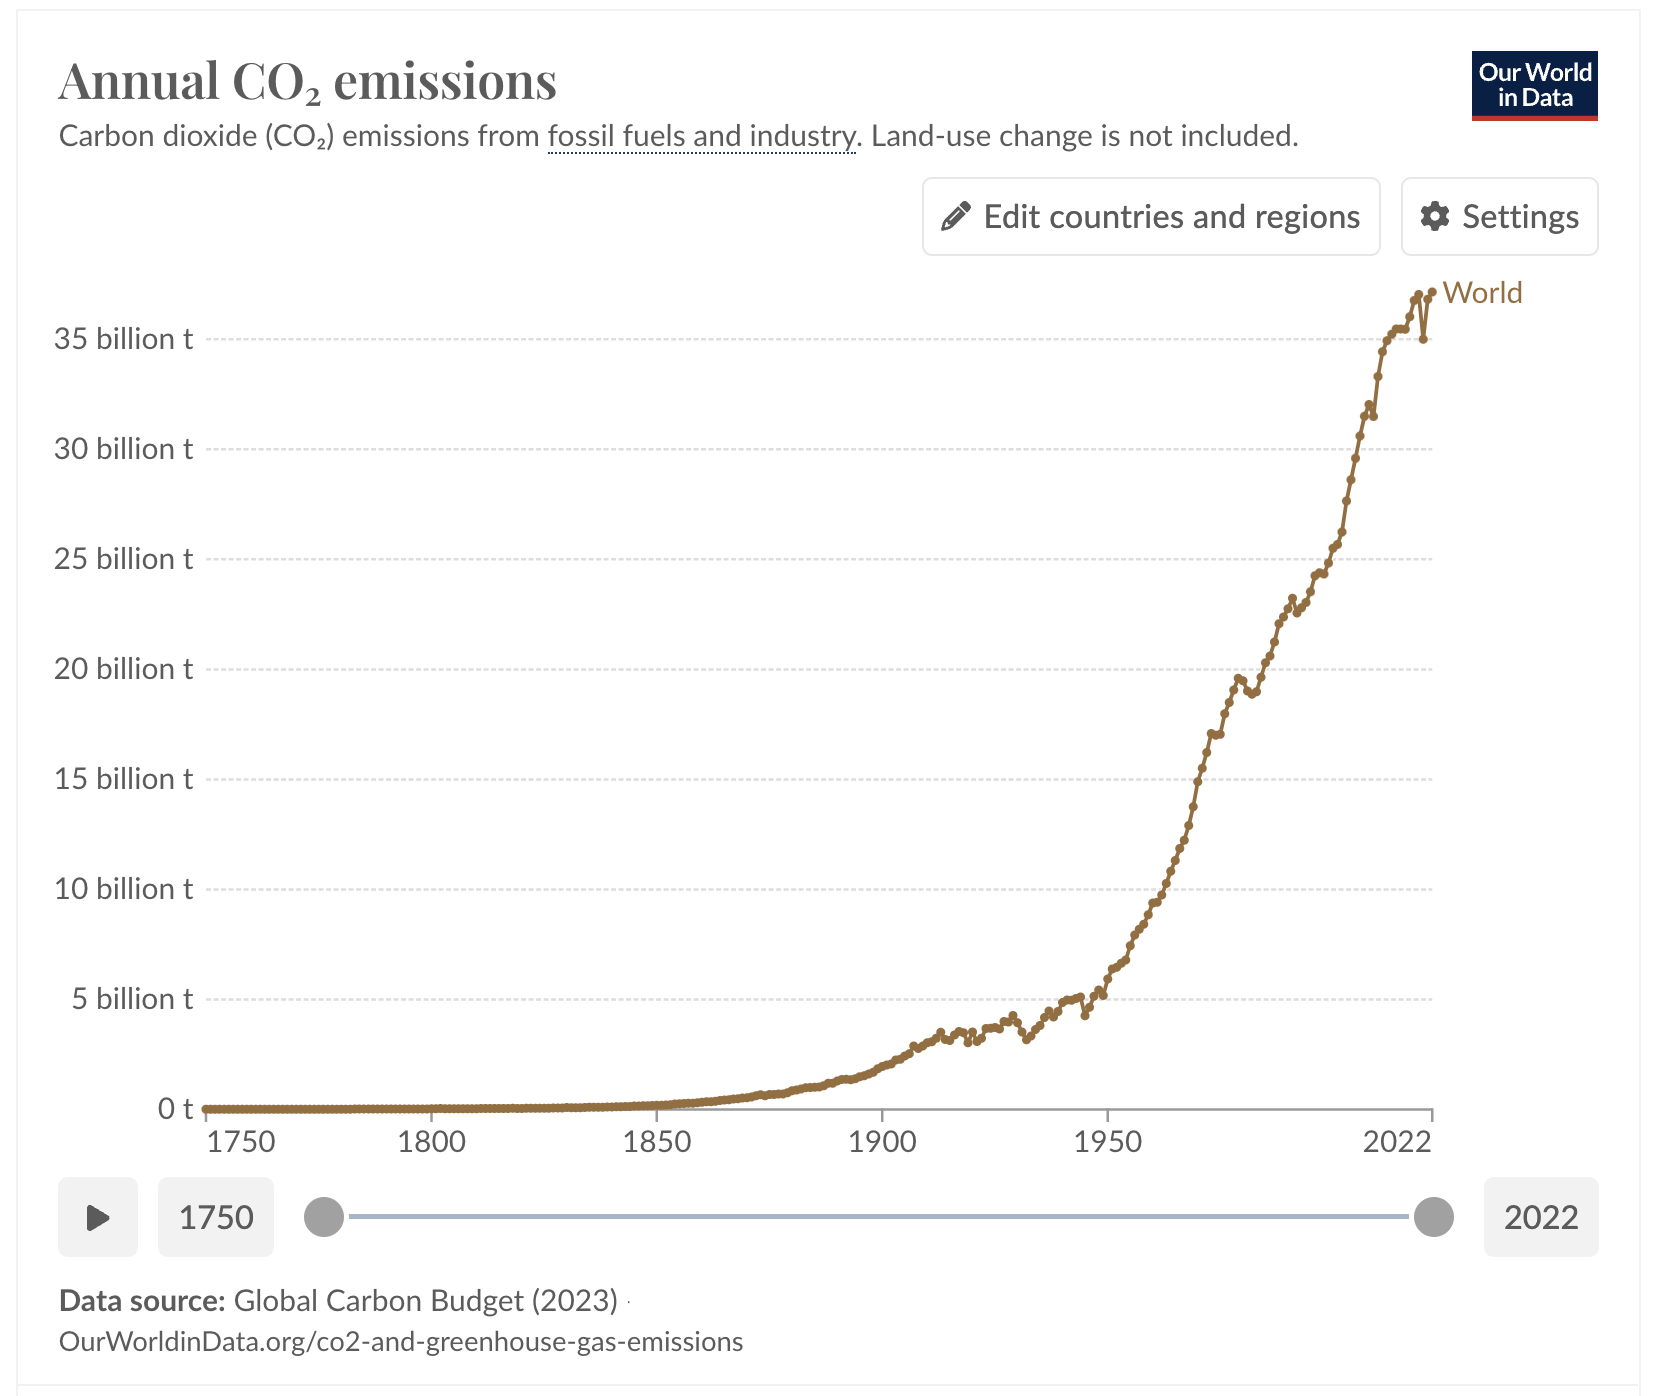 Annual CO₂ emissions
Our World
in Data
Carbon dioxide (CO₂) emissions from fossil fuels and industry. Land-use change is not included.
Edit countries and regions
Settings
World
35 billion t
30 billion t
25 billion t
20 billion t
15 billion t
10 billion t
5 billion t
0 t
1750 1800 1850 1900 1950 2022
1750 2022
Data source: Global Carbon Budget (2023) ·
OurWorldinData.org/co2-and-greenhouse-gas-emissions